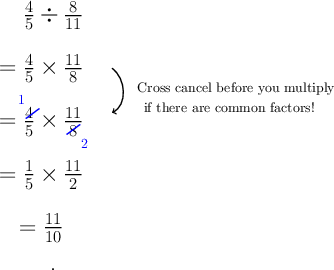 4/5 ÷ 8/11
= 4/5 × 11/8
Cross cancel before you multiply
if there are common factors!
1
= 4/5 × 11/8
2
= 1/5 × 11/2
= 11/10
.